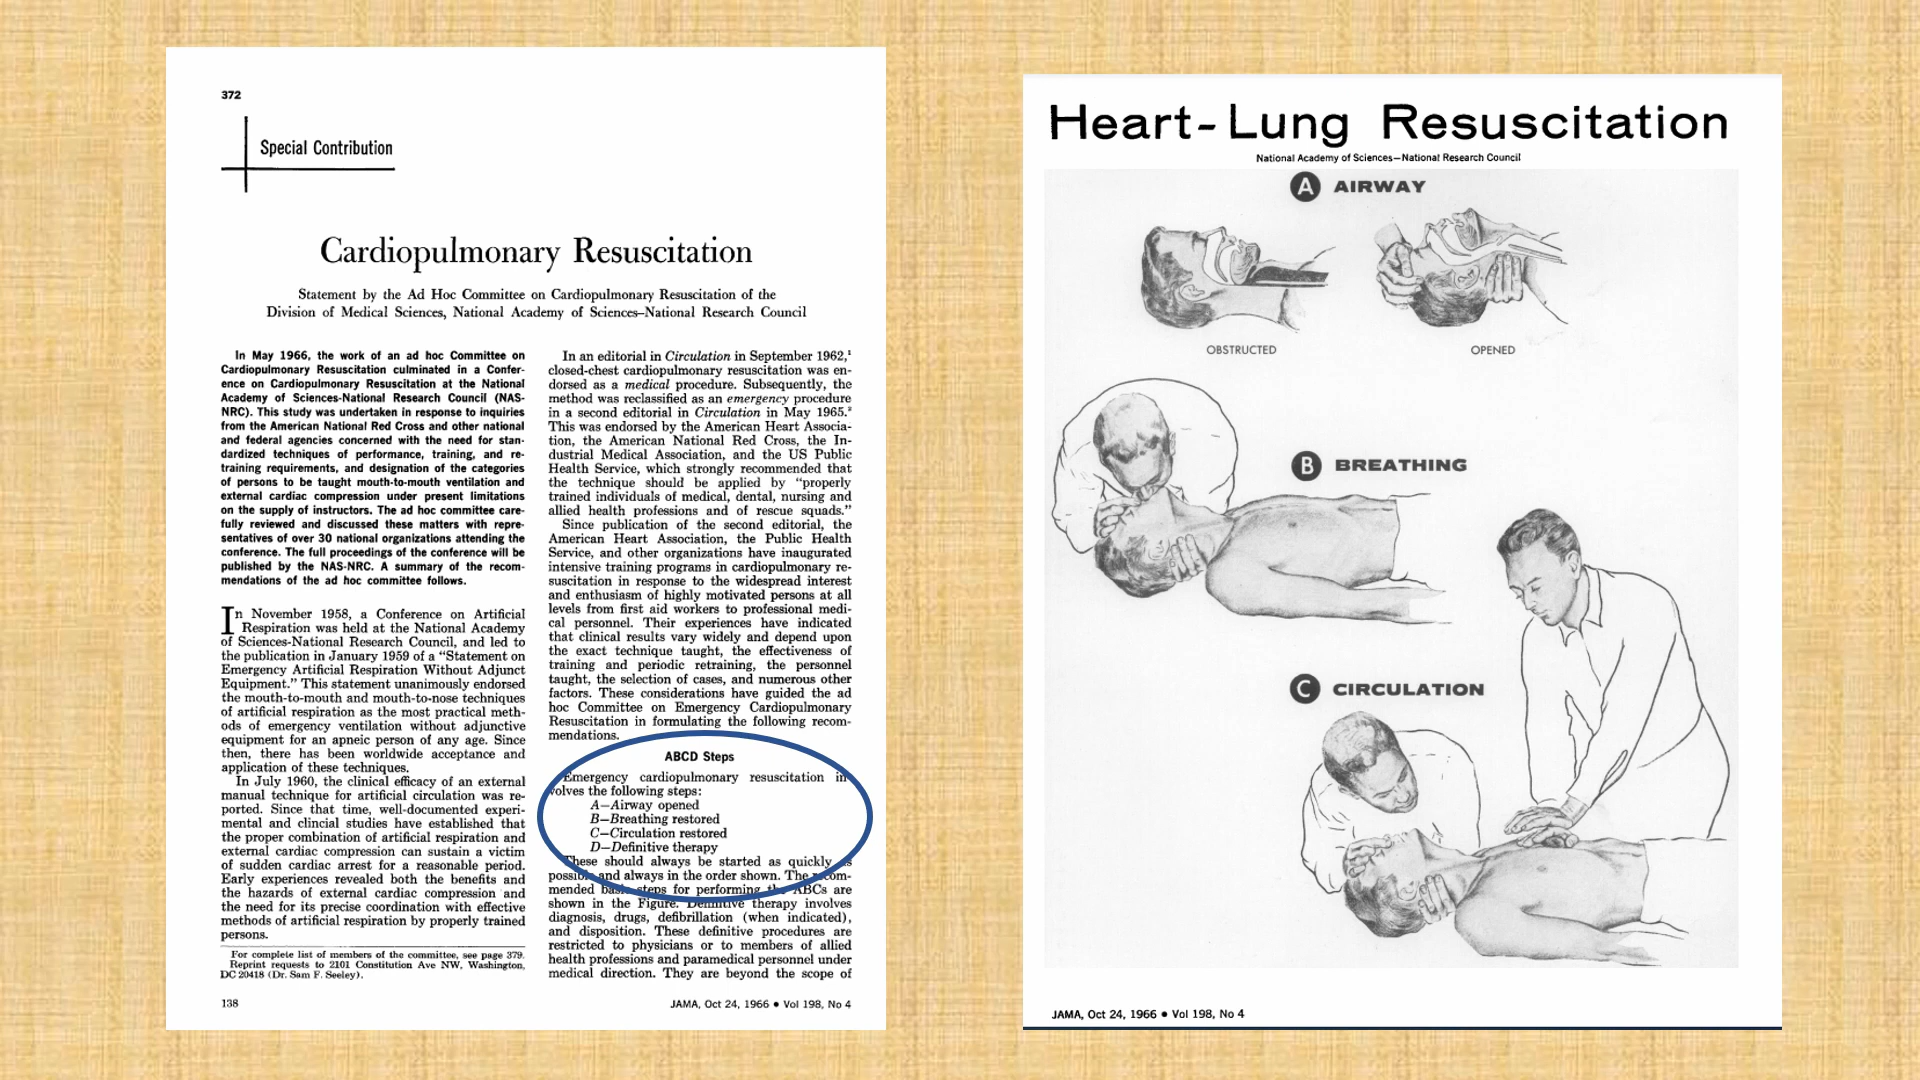 372
Special Contribution
Cardiopulmonary Resuscitation
Statement by the Ad Hoc Committee on Cardiopulmonary Resuscitation of the
Division of Medical Sciences, National Academy of Sciences–National Research Council
In May 1966, the work of an ad hoc Committee on
Cardiopulmonary Resuscitation culminated in a Confer-
ence on Cardiopulmonary Resuscitation at the National
Academy of Sciences-National Research Council (NAS-
NRC). This study was undertaken in response to inquiries
from the American National Red Cross and other national
and federal agencies concerned with the need for stan-
dardized techniques of performance, training, and re-
training requirements, and designation of the categories
of persons to be taught mouth-to-mouth ventilation and
external cardiac compression under present limitations
on the supply of instructors. The ad hoc committee care-
fully reviewed and discussed these matters with repre-
sentatives of over 30 national organizations attending the
conference. The full proceedings of the conference will be
published by the NAS-NRC. A summary of the recom-
mendations of the ad hoc committee follows.
In November 1958, a Conference on Artificial
Respiration was held at the National Academy
of Sciences-National Research Council, and led to
the publication in January 1959 of a “Statement on
Emergency Artificial Respiration Without Adjunct
Equipment.” This statement unanimously endorsed
the mouth-to-mouth and mouth-to-nose techniques
of artificial respiration as the most practical meth-
ods of emergency ventilation without adjunctive
equipment for an apneic person of any age. Since
then, there has been worldwide acceptance and
application of these techniques.
In July 1960, the clinical efficacy of an external
manual technique for artificial circulation was re-
ported. Since that time, well-documented experi-
mental and clincial studies have established that
the proper combination of artificial respiration and
external cardiac compression can sustain a victim
of sudden cardiac arrest for a reasonable period.
Early experiences revealed both the benefits and
the hazards of external cardiac compression and
the need for its proper coordination with effective
methods of artificial respiration by properly trained
persons.
For complete list of members of the committee, see page 379.
Reprint requests to 2101 Constitution Ave NW, Washington,
DC 20418 (Dr. Sam F. Seeley).
138
In an editorial in Circulation in September 1962,¹
closed-chest cardiopulmonary resuscitation was en-
dorsed as a medical procedure. Subsequently, the
method was reclassified as an emergency procedure
in a second editorial in Circulation in May 1965.²
This was endorsed by the American Heart Associa-
tion, the American National Red Cross, the In-
dustrial Medical Association, and the US Public
Health Service, which strongly recommended that
the technique should be applied by “properly
trained individuals of medical, dental, nursing and
allied health professions and of rescue squads.”
Since publication of the second editorial, the
American Heart Association, the Public Health
Service, and other organizations have inaugurated
intensive training programs in cardiopulmonary re-
suscitation in response to the widespread interest
and enthusiasm of highly motivated persons at all
levels from first aid workers to professional medi-
cal personnel. Their experiences have indicated
that clinical results vary widely and depend upon
the exact technique taught, the effectiveness of
training and periodic retraining, the personnel
taught, the selection of cases, and numerous other
factors. These considerations have guided the ad
hoc Committee on Emergency Cardiopulmonary
Resuscitation in formulating the following recom-
mendations.
ABCD Steps
Emergency cardiopulmonary resuscitation in
volves the following steps:
A–Airway opened
B–Breathing restored
C–Circulation restored
D–Definitive therapy
These should always be started as quickly as
possible and always in the order shown. The recom-
mended basic steps for performing the ABCs are
shown in the Figure. Definitive therapy involves
diagnosis, drugs, defibrillation (when indicated),
and disposition. These definitive procedures are
restricted to physicians or to members of allied
health professions and paramedical personnel under
medical direction. They are beyond the scope of
JAMA, Oct 24, 1966 ● Vol 198, No 4
Heart-Lung Resuscitation
National Academy of Sciences–National Research Council
A AIRWAY
OBSTRUCTED
OPENED
B BREATHING
C CIRCULATION
JAMA, Oct 24, 1966 ● Vol 198, No 4